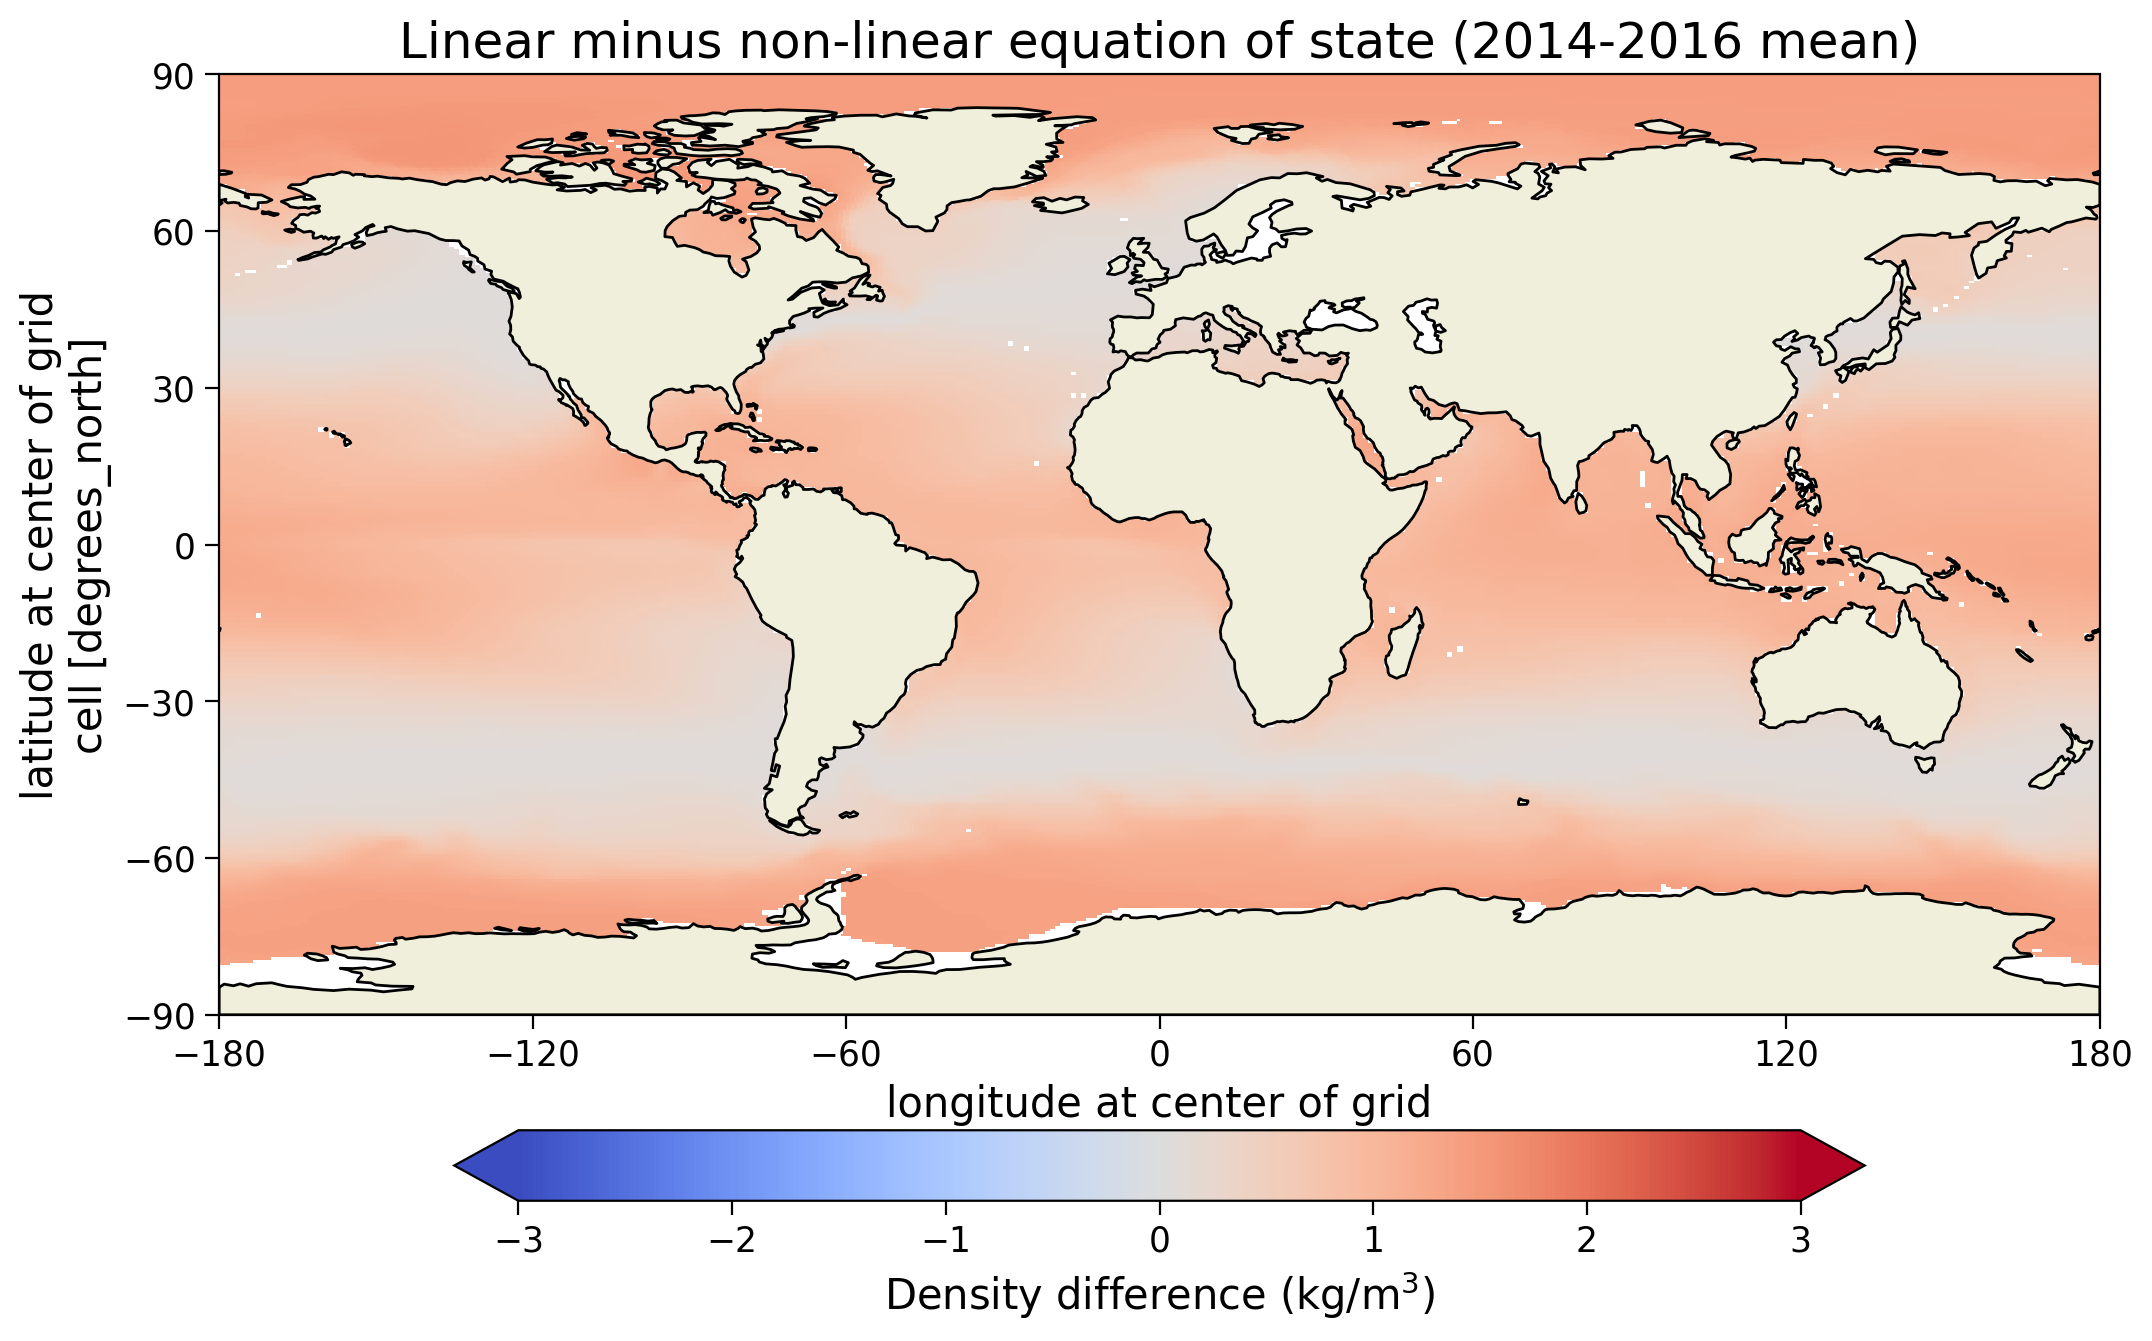 Linear minus non-linear equation of state (2014-2016 mean)
90
60
30
0
−30
−60
−90
latitude at center of grid
cell [degrees_north]
−180 −120 −60 0 60 120 180
longitude at center of grid
−3 −2 −1 0 1 2 3
Density difference (kg/m³)